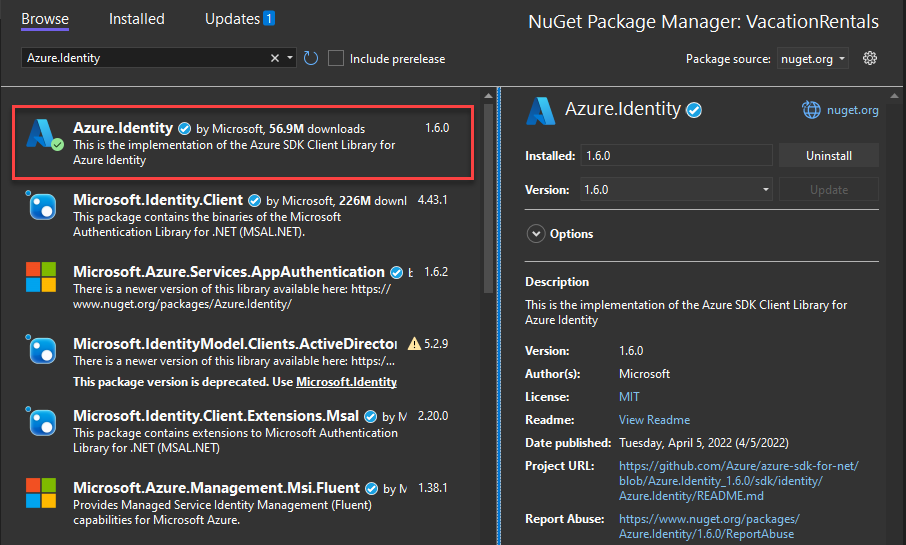 Browse
Installed
Updates 1
NuGet Package Manager: VacationRentals
Azure.Identity
Include prerelease
Package source: nuget.org
Azure.Identity by Microsoft, 56.9M downloads
1.6.0
This is the implementation of the Azure SDK Client Library for
Azure Identity
Microsoft.Identity.Client by Microsoft, 226M downl
4.43.1
This package contains the binaries of the Microsoft
Authentication Library for .NET (MSAL.NET).
Microsoft.Azure.Services.AppAuthentication b
1.6.2
There is a newer version of this library available here: https://
www.nuget.org/packages/Azure.Identity/
Microsoft.IdentityModel.Clients.ActiveDirector
5.2.9
There is a newer version of this library available here: https:/...
This package version is deprecated. Use Microsoft.Identity
Microsoft.Identity.Client.Extensions.Msal by M
2.20.0
This package contains extensions to Microsoft Authentication
Library for .NET (MSAL.NET)
Microsoft.Azure.Management.Msi.Fluent by M
1.38.1
Provides Managed Service Identity Management (Fluent)
capabilities for Microsoft Azure.
Azure.Identity
nuget.org
Installed: 1.6.0
Uninstall
Version: 1.6.0
Update
Options
Description
This is the implementation of the Azure SDK Client Library for
Azure Identity
Version: 1.6.0
Author(s): Microsoft
License: MIT
Readme: View Readme
Date published: Tuesday, April 5, 2022 (4/5/2022)
Project URL: https://github.com/Azure/azure-sdk-for-net/
blob/Azure.Identity_1.6.0/sdk/identity/
Azure.Identity/README.md
Report Abuse: https://www.nuget.org/packages/
Azure.Identity/1.6.0/ReportAbuse